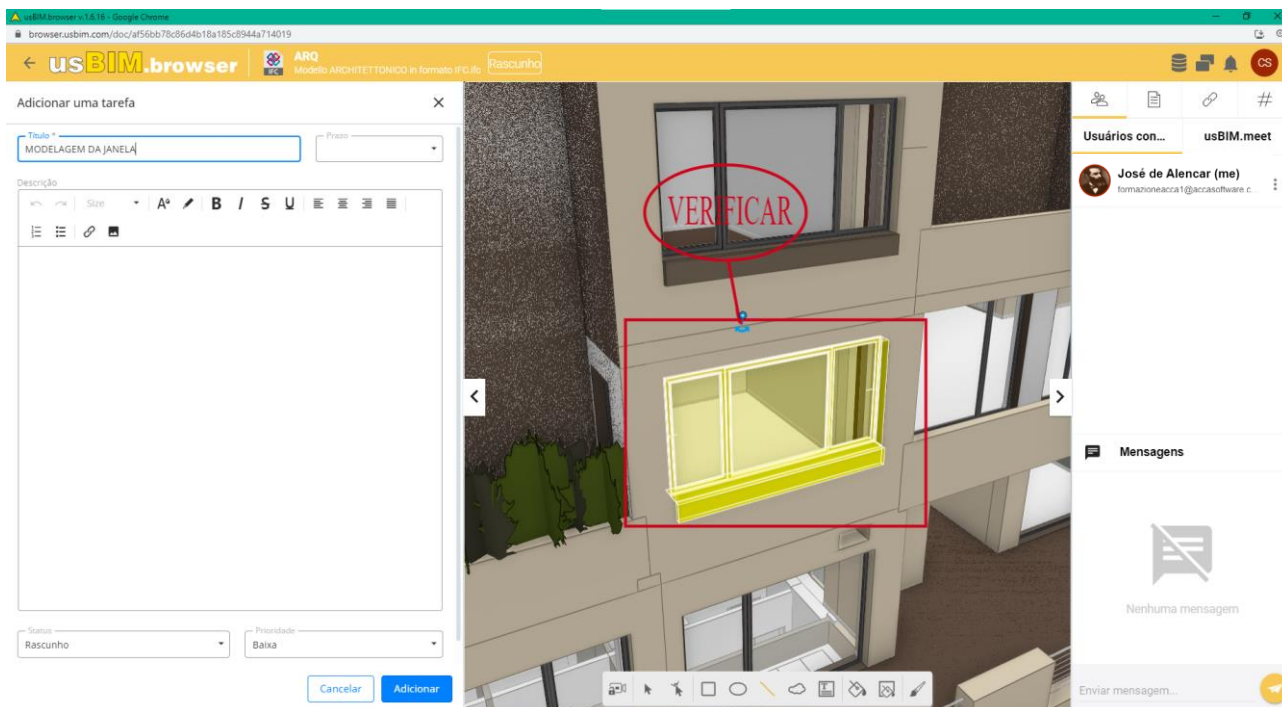 usBIM.browser v.1.6.16 - Google Chrome
browser.usbim.com/doc/af56bb78c86d4b18a185c8944a714019
usBIM.browser
IFC
ARQ
Modello ARCHITETTONICO in formato IFC.ifc
Rascunho
CS
Adicionar uma tarefa
Título *
MODELAGEM DA JANELA
Prazo
Descrição
Size
B I S U
VERIFICAR
Status
Rascunho
Prioridade
Baixa
Cancelar
Adicionar
Usuários con...
usBIM.meet
José de Alencar (me)
formazioneacca1@accasoftware.c...
Mensagens
Nenhuma mensagem
Enviar mensagem...